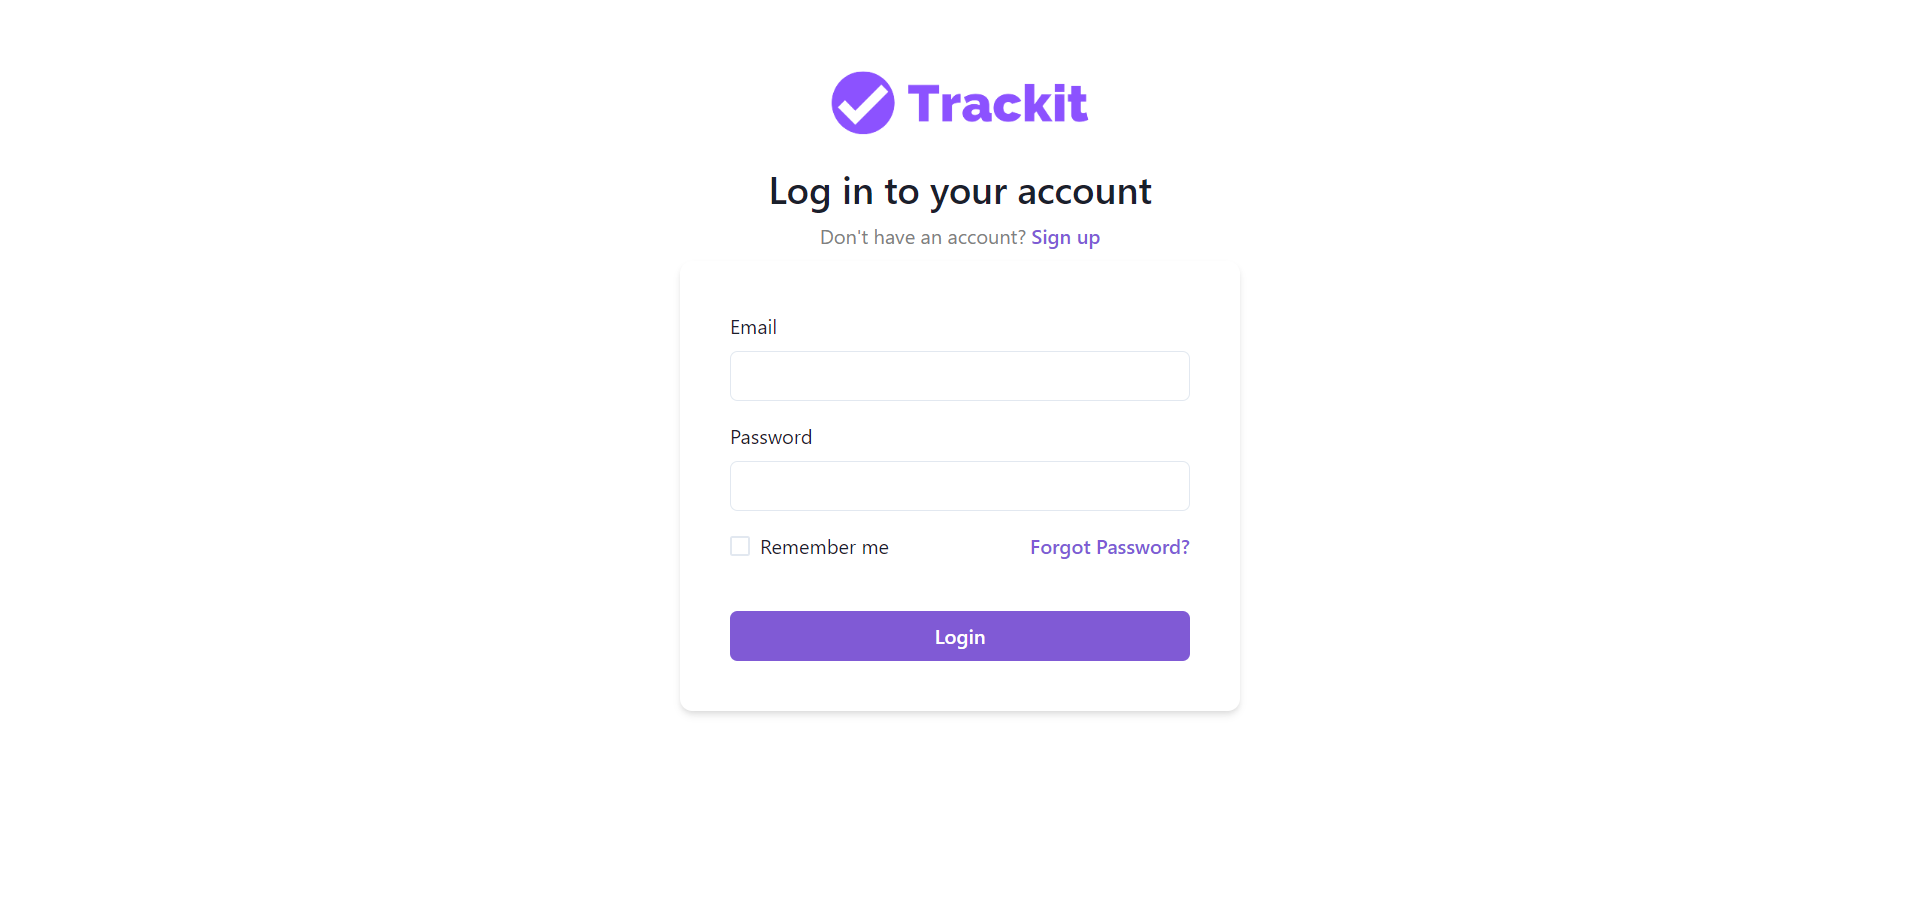 Trackit
Log in to your account
Don't have an account? Sign up
Email
Password
Remember me
Forgot Password?
Login